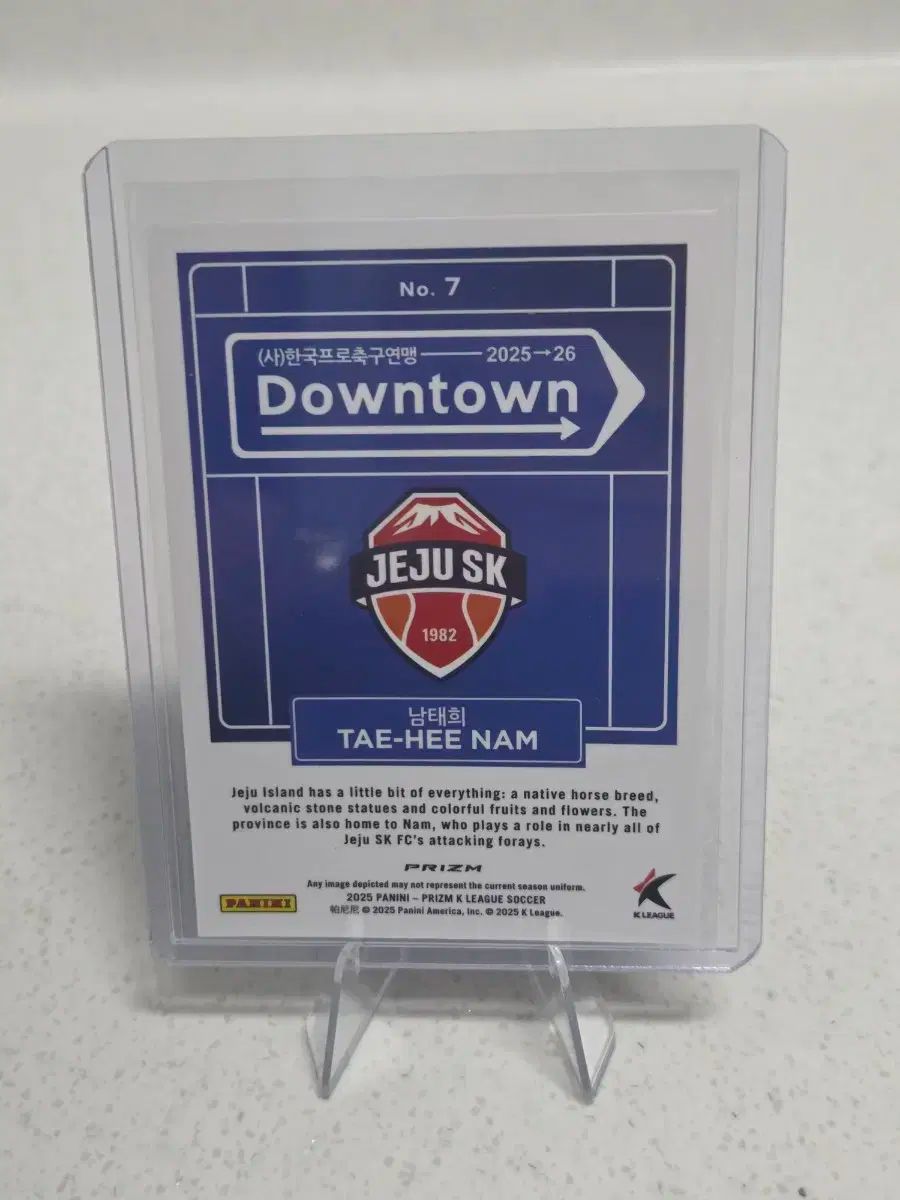 No. 7
(사)한국프로축구연맹 2025→26
Downtown
JEJU SK
1982
남태희
TAE-HEE NAM
Jeju Island has a little bit of everything: a native horse breed,
volcanic stone statues and colorful fruits and flowers. The
province is also home to Nam, who plays a role in nearly all of
Jeju SK FC's attacking forays.
PRIZM
Any image depicted may not represent the current season uniform.
2025 PANINI – PRIZM K LEAGUE SOCCER
帕尼尼 © 2025 Panini America, Inc. © 2025 K League.
PANINI
K LEAGUE